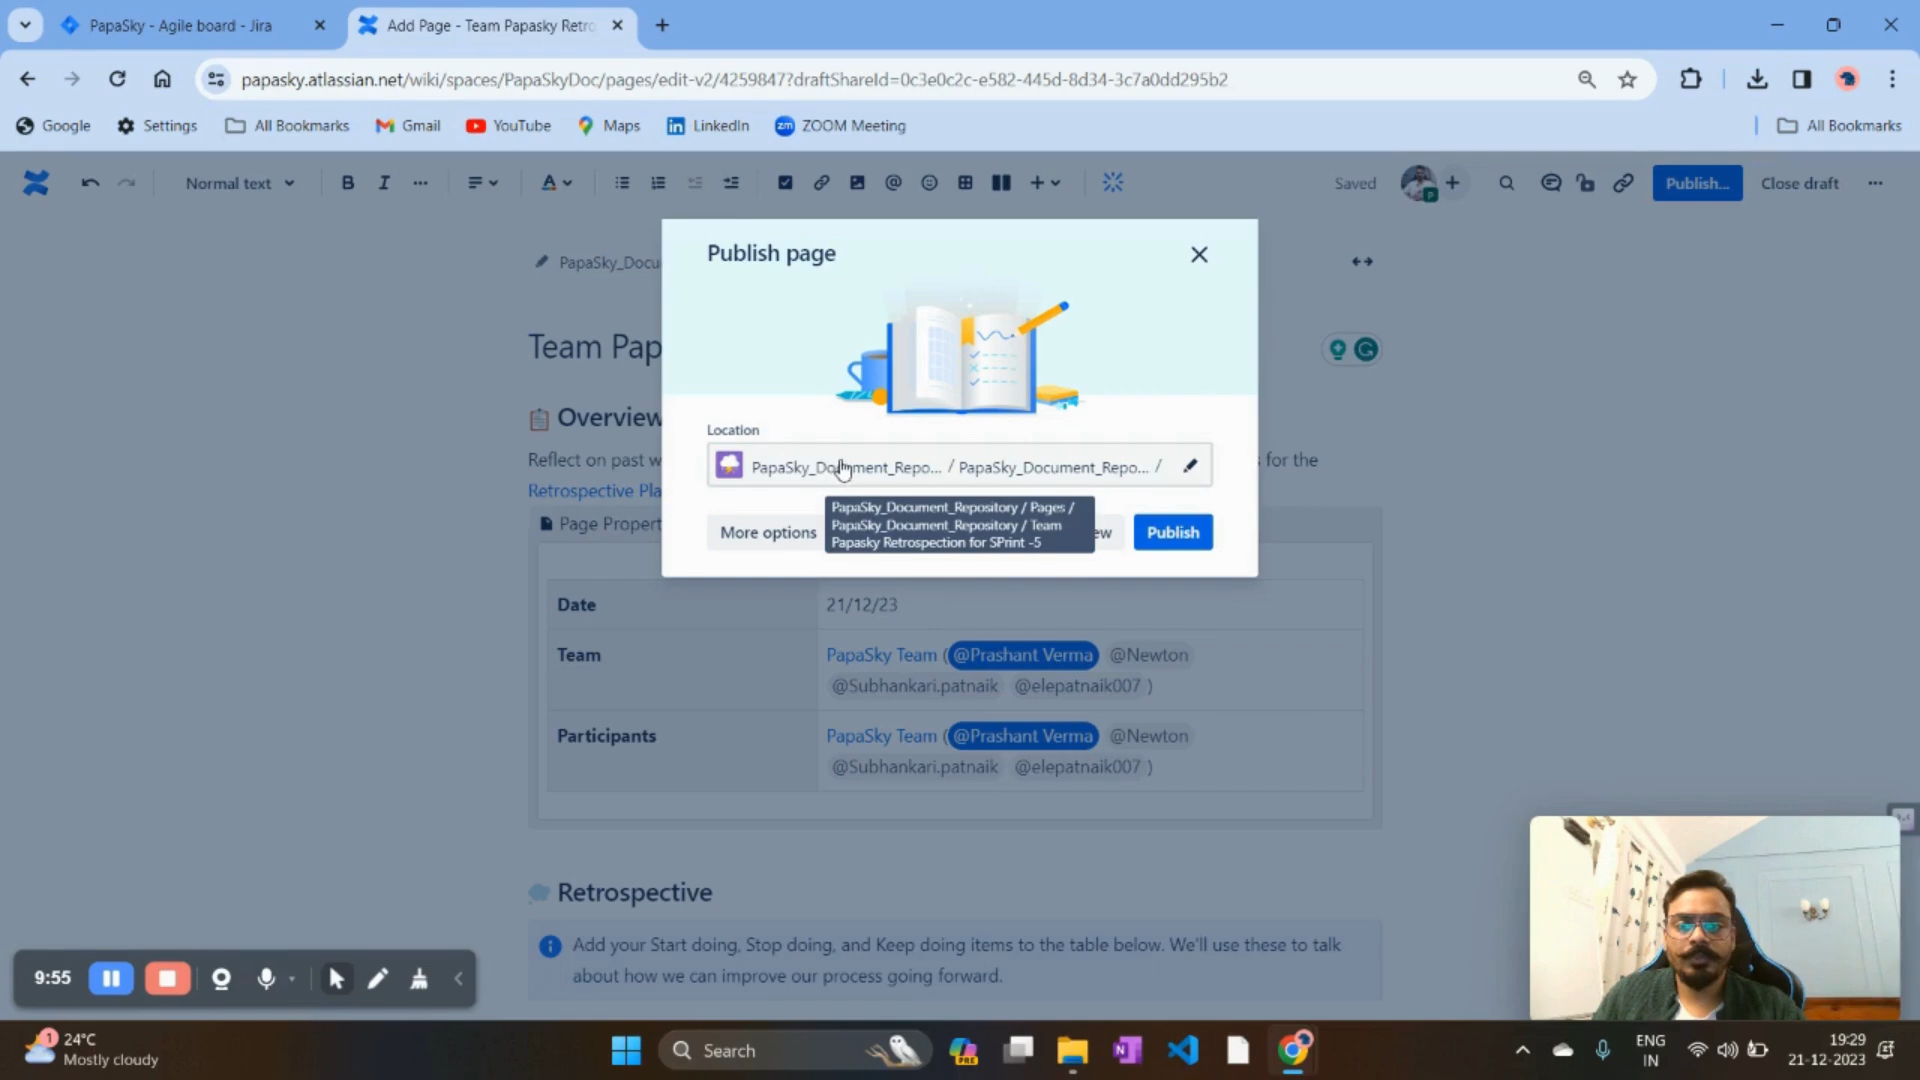 PapaSky - Agile board - Jira
Add Page - Team Papasky Retro
papasky.atlassian.net/wiki/spaces/PapaSkyDoc/pages/edit-v2/4259847?draftShareId=0c3e0c2c-e582-445d-8d34-3c7a0dd295b2
Google Settings All Bookmarks Gmail YouTube Maps LinkedIn zm ZOOM Meeting All Bookmarks
Normal text B I ... A Saved P Publish... Close draft ...
Publish page
PapaSky_Docu
Team Pap
Overview
Location
Reflect on past w
for the
PapaSky_Document_Repo... / PapaSky_Document_Repo... /
Retrospective Pla
PapaSky_Document_Repository / Pages /
PapaSky_Document_Repository / Team
Papasky Retrospection for SPrint -5
Page Propert
More options
ew
Publish
Date 21/12/23
Team PapaSky Team (@Prashant Verma @Newton
@Subhankari.patnaik @elepatnaik007 )
Participants PapaSky Team (@Prashant Verma @Newton
@Subhankari.patnaik @elepatnaik007 )
Retrospective
Add your Start doing, Stop doing, and Keep doing items to the table below. We'll use these to talk
about how we can improve our process going forward.
9:55
1
24°C
Mostly cloudy
Search
PRE
ENG
IN
19:29
21-12-2023